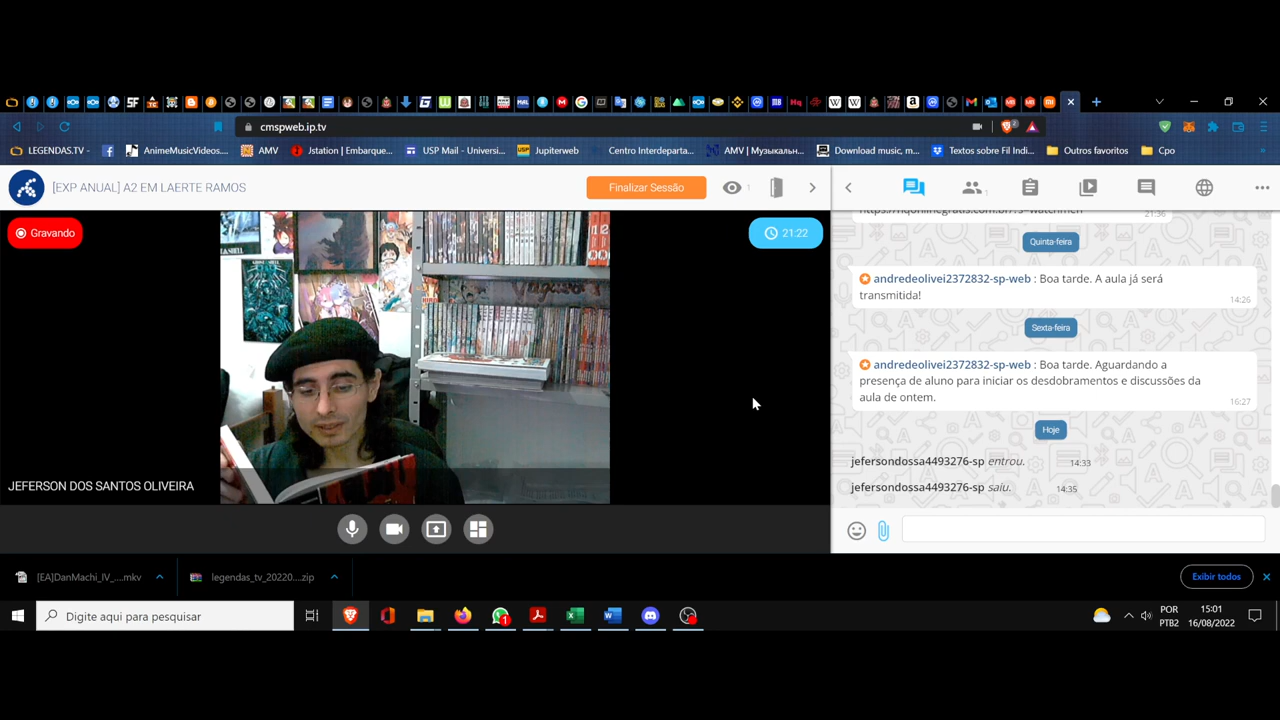 cmspweb.ip.tv
LEGENDAS.TV -
AnimeMusicVideos...
AMV
Jstation | Embarque...
USP Mail - Universi...
Jupiterweb
Centro Interdeparta...
AMV | Музыкальн...
Download music, m...
Textos sobre Fil Indi...
Outros favoritos
Cpo
[EXP ANUAL] A2 EM LAERTE RAMOS
Finalizar Sessão
1
1
Gravando
21:22
JEFERSON DOS SANTOS OLIVEIRA
21:36
Quinta-feira
andredeolivei2372832-sp-web : Boa tarde. A aula já será
transmitida!
14:26
Sexta-feira
andredeolivei2372832-sp-web : Boa tarde. Aguardando a
presença de aluno para iniciar os desdobramentos e discussões da
aula de ontem.
16:27
Hoje
jefersondossa4493276-sp entrou.
14:33
jefersondossa4493276-sp saiu.
14:35
[EA]DanMachi_IV_....mkv
legendas_tv_20220....zip
Exibir todos
Digite aqui para pesquisar
POR
PTB2
15:01
16/08/2022